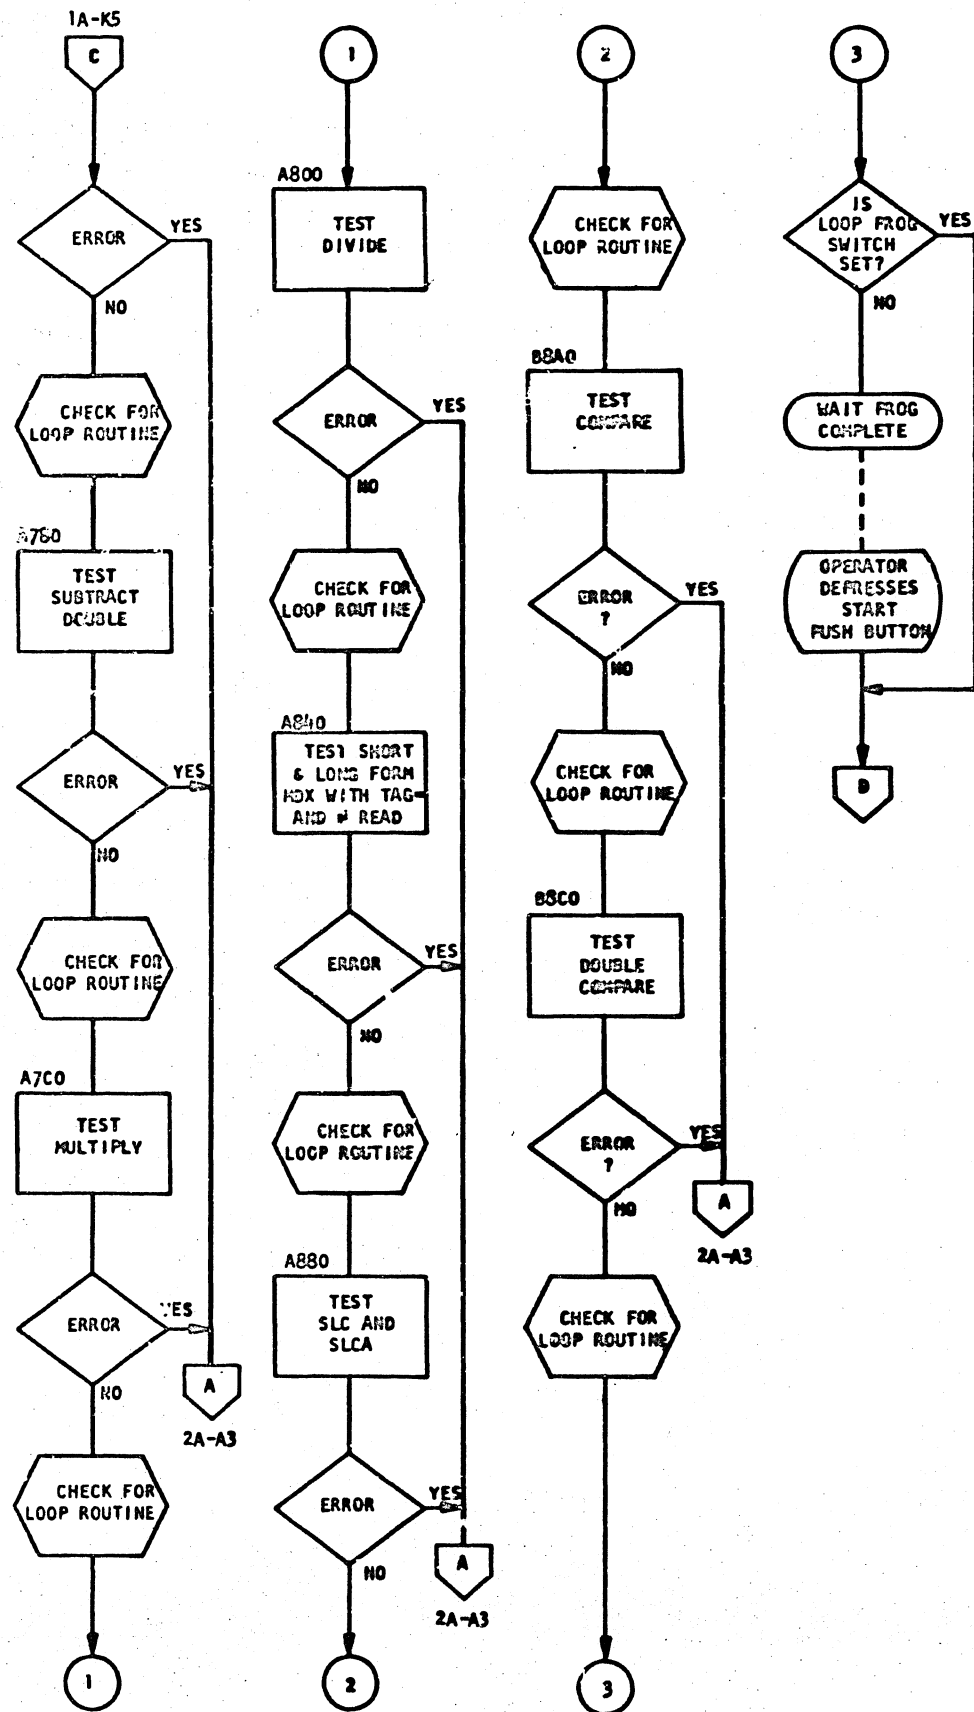 1A-K5
C
ERROR
YES
NO
CHECK FOR
LOOP ROUTINE
A780
TEST
SUBTRACT
DOUBLE
ERROR
YES
NO
CHECK FOR
LOOP ROUTINE
A7C0
TEST
MULTIPLY
ERROR
YES
NO
A
2A-A3
CHECK FOR
LOOP ROUTINE
1
1
A800
TEST
DIVIDE
ERROR
YES
NO
CHECK FOR
LOOP ROUTINE
A840
TEST SHORT
& LONG FORM
MDX WITH TAG
AND READ
ERROR
YES
NO
CHECK FOR
LOOP ROUTINE
A880
TEST
SLC AND
SLCA
ERROR
YES
NO
A
2A-A3
2
2
CHECK FOR
LOOP ROUTINE
B8A0
TEST
COMPARE
ERROR
?
YES
NO
CHECK FOR
LOOP ROUTINE
B8C0
TEST
DOUBLE
COMPARE
ERROR
?
YES
NO
A
2A-A3
CHECK FOR
LOOP ROUTINE
3
3
IS
LOOP PROG
SWITCH
SET?
YES
NO
WAIT PROG
COMPLETE
OPERATOR
DEPRESSES
START
PUSH BUTTON